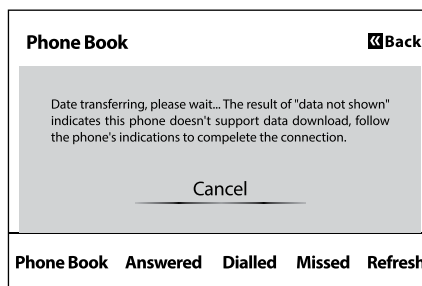 Phone Book Back
Date transferring, please wait... The result of "data not shown"
indicates this phone doesn't support data download, follow
the phone's indications to compelete the connection.
Cancel
Phone Book Answered Dialled Missed Refresh